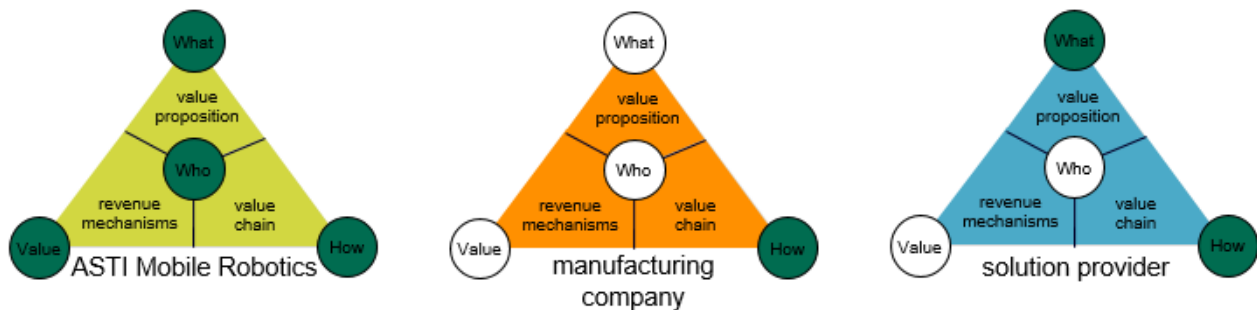 What
value
proposition
Who
revenue
mechanisms
value
chain
Value
How
ASTI Mobile Robotics
What
value
proposition
Who
revenue
mechanisms
value
chain
Value
How
manufacturing
company
What
value
proposition
Who
revenue
mechanisms
value
chain
Value
How
solution provider